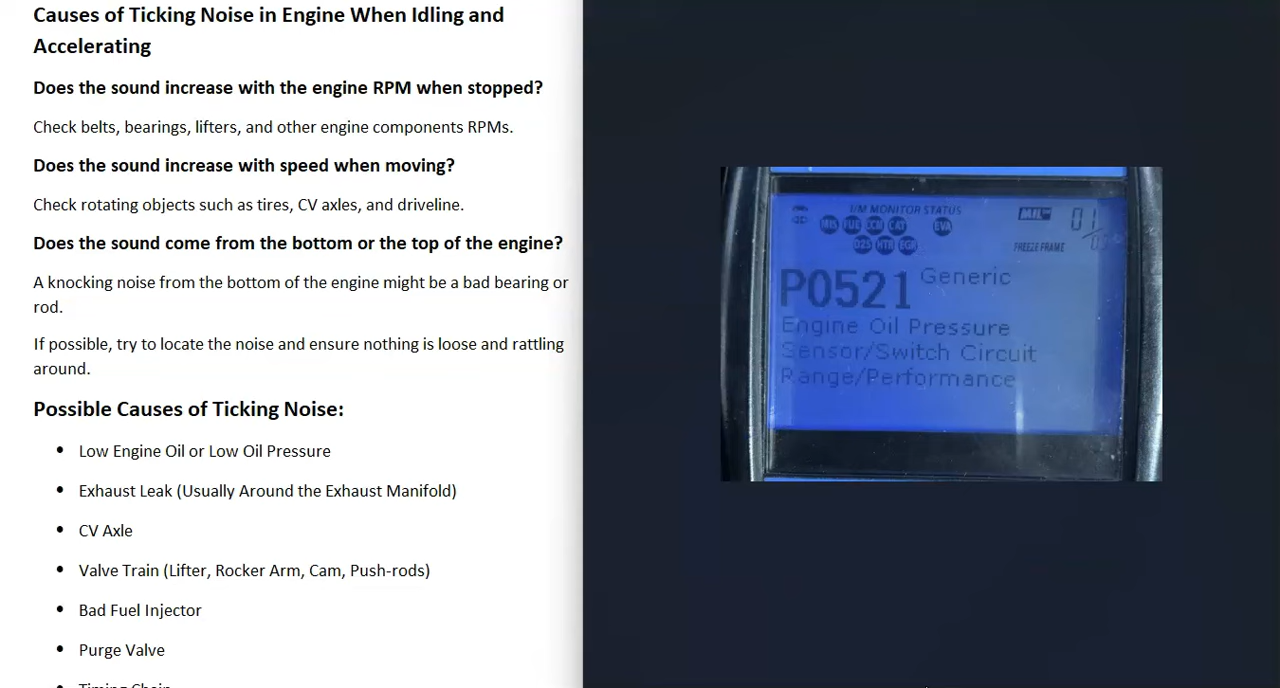 Causes of Ticking Noise in Engine When Idling and
Accelerating
Does the sound increase with the engine RPM when stopped?
Check belts, bearings, lifters, and other engine components RPMs.
Does the sound increase with speed when moving?
Check rotating objects such as tires, CV axles, and driveline.
Does the sound come from the bottom or the top of the engine?
A knocking noise from the bottom of the engine might be a bad bearing or
rod.
If possible, try to locate the noise and ensure nothing is loose and rattling
around.
Possible Causes of Ticking Noise:
• Low Engine Oil or Low Oil Pressure
• Exhaust Leak (Usually Around the Exhaust Manifold)
• CV Axle
• Valve Train (Lifter, Rocker Arm, Cam, Push-rods)
• Bad Fuel Injector
• Purge Valve
• Timing Chain
I/M MONITOR STATUS
MIS FUE CCM CAT EVA
O2S HTR EGR
MIL
01
FREEZE FRAME
P0521 Generic
Engine Oil Pressure
Sensor/Switch Circuit
Range/Performance